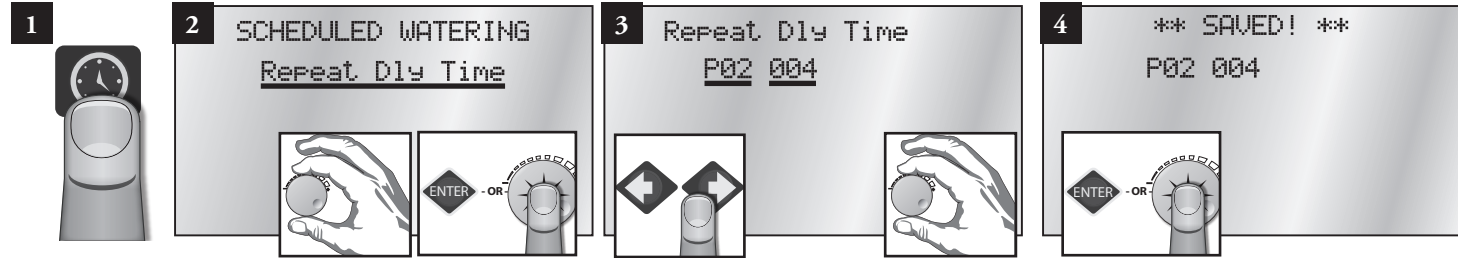 1
2
SCHEDULED WATERING
Repeat Dly Time
ENTER - OR -
3
Repeat Dly Time
P02 004
4
** SAVED! **
P02 004
ENTER - OR -